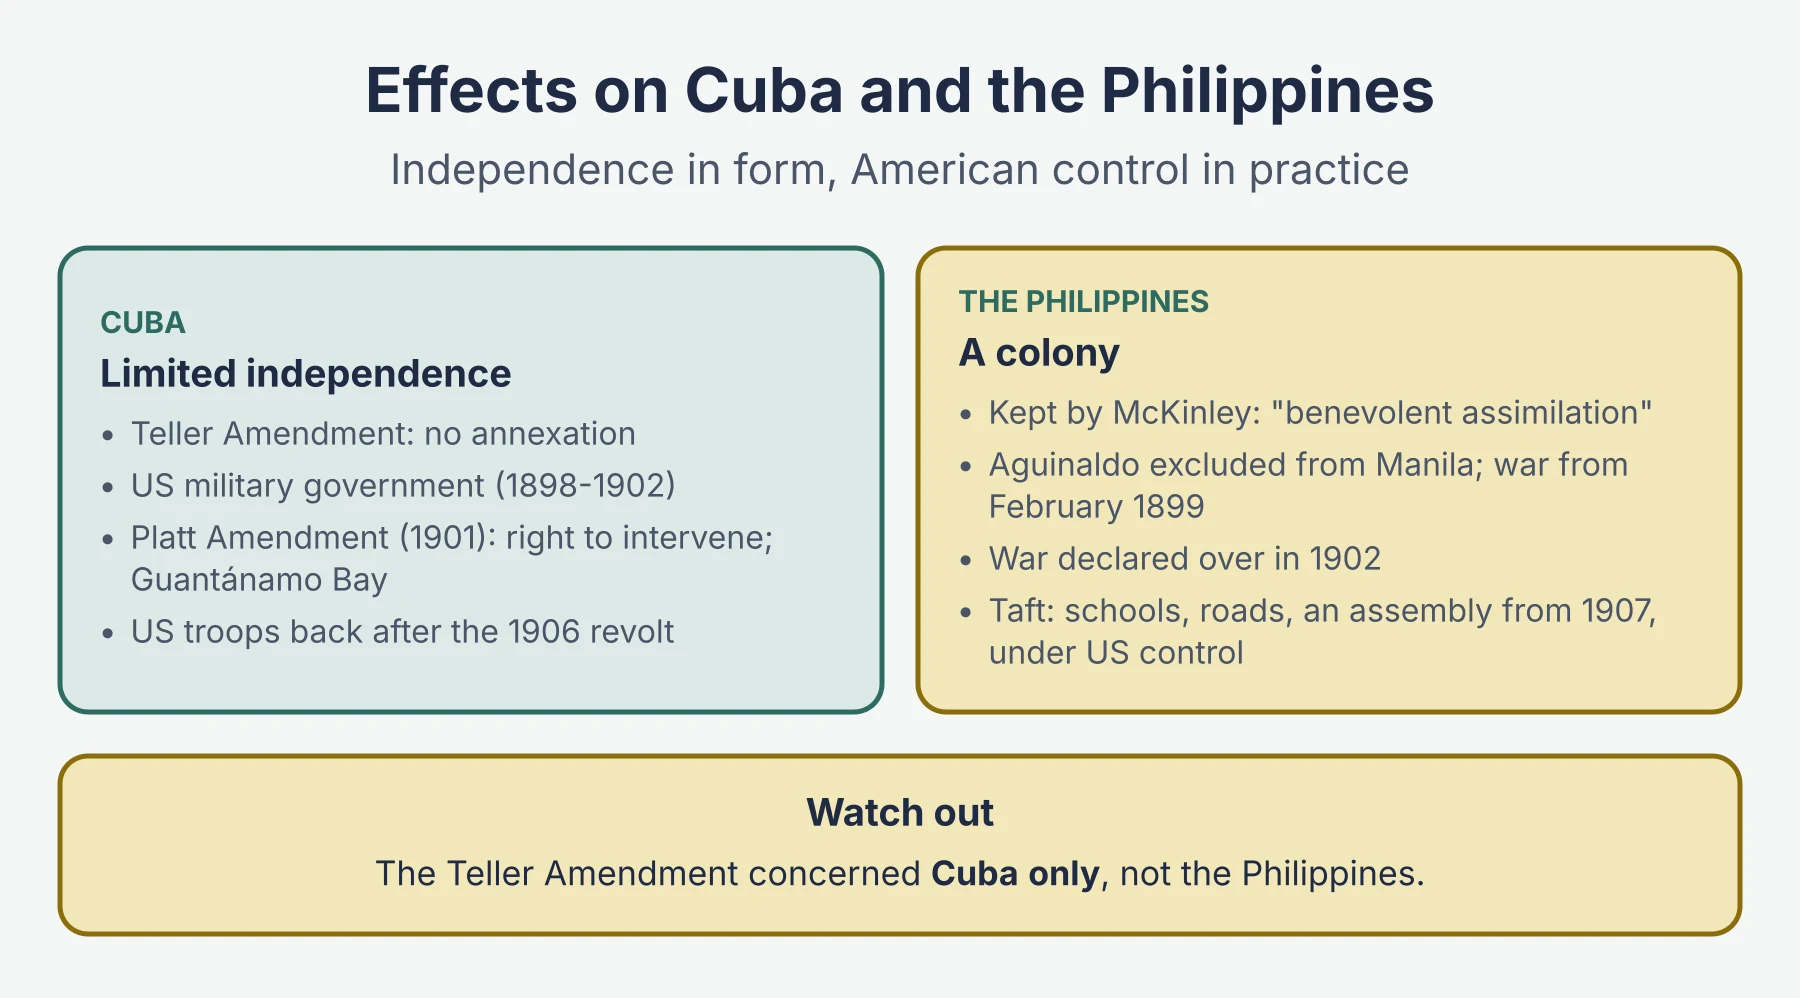 Effects on Cuba and the Philippines
Independence in form, American control in practice
CUBA
Limited independence
• Teller Amendment: no annexation
• US military government (1898-1902)
• Platt Amendment (1901): right to intervene;
Guantánamo Bay
• US troops back after the 1906 revolt
THE PHILIPPINES
A colony
• Kept by McKinley: "benevolent assimilation"
• Aguinaldo excluded from Manila; war from
February 1899
• War declared over in 1902
• Taft: schools, roads, an assembly from 1907,
under US control
Watch out
The Teller Amendment concerned Cuba only, not the Philippines.